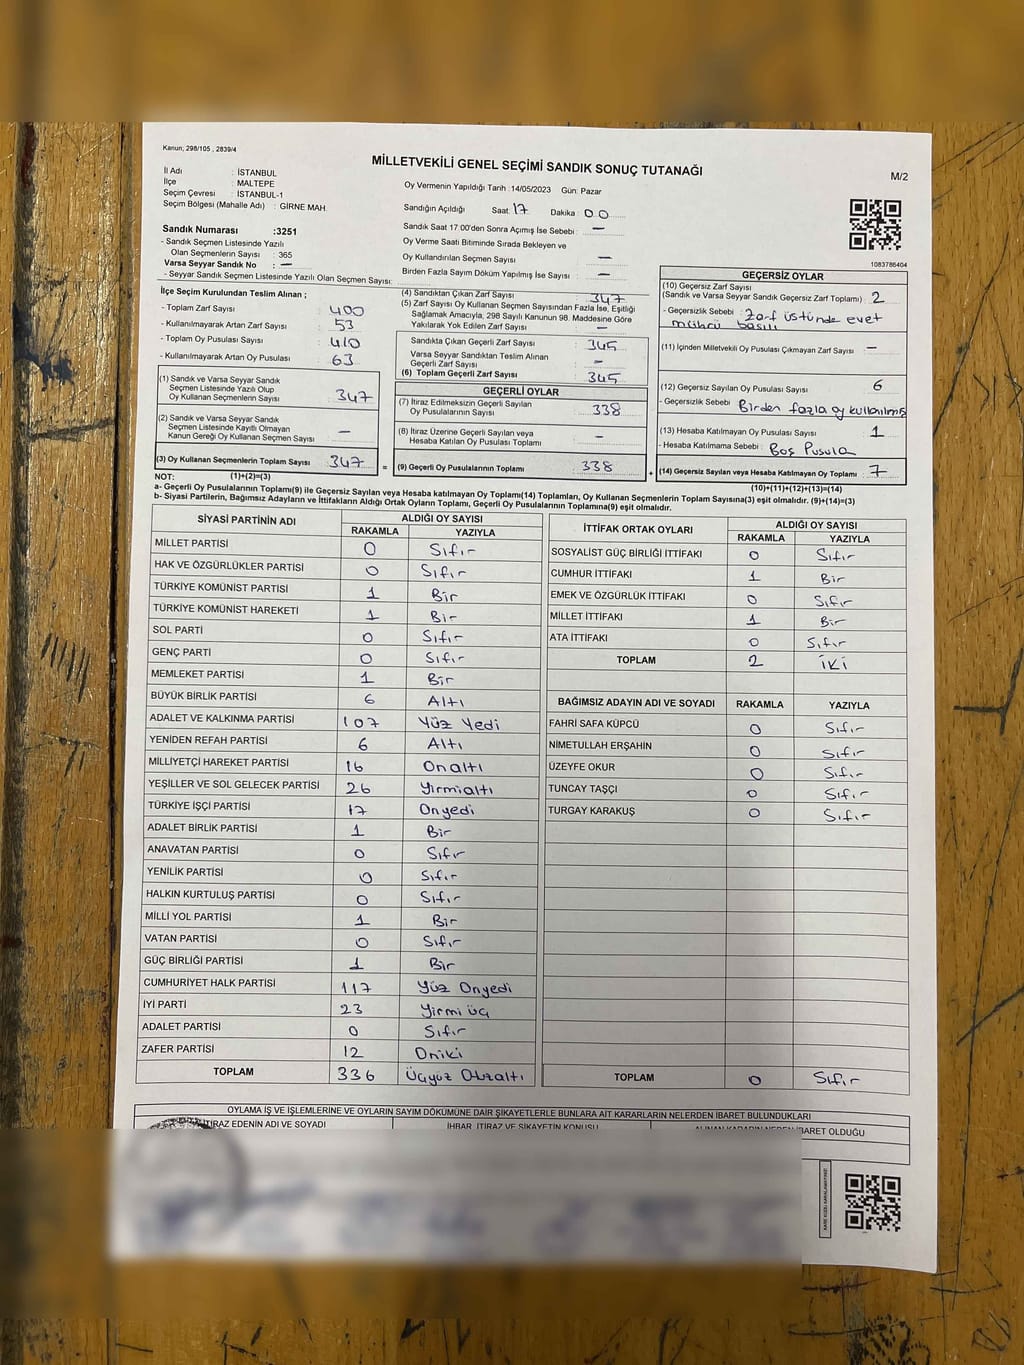 Kanun; 298/105 , 2839/4
MİLLETVEKİLİ GENEL SEÇİMİ SANDIK SONUÇ TUTANAĞI
M/2
İl Adı : İSTANBUL
İlçe : MALTEPE
Seçim Çevresi : İSTANBUL-1
Seçim Bölgesi (Mahalle Adı) : GİRNE MAH.
Oy Vermenin Yapıldığı Tarih :14/05/2023 Gün: Pazar
Sandığın Açıldığı Saat: 17 Dakika : 00
Sandık Saat 17:00'den Sonra Açımış İse Sebebi : —
Oy Verme Saati Bitiminde Sırada Bekleyen ve
Oy Kullandırılan Seçmen Sayısı : —
Birden Fazla Sayım Döküm Yapılmış İse Sayısı : —
Sandık Numarası :3251
- Sandık Seçmen Listesinde Yazılı
Olan Seçmenlerin Sayısı : 365
Varsa Seyyar Sandık No : —
- Seyyar Sandık Seçmen Listesinde Yazılı Olan Seçmen Sayısı:
1083786404
İlçe Seçim Kurulundan Teslim Alınan ;
- Toplam Zarf Sayısı : 400
- Kullanılmayarak Artan Zarf Sayısı : 53
- Toplam Oy Pusulası Sayısı : 410
- Kullanılmayarak Artan Oy Pusulası : 63
(1) Sandık ve Varsa Seyyar Sandık
Seçmen Listesinde Yazılı Olup
Oy Kullanan Seçmenlerin Sayısı : 347
(2) Sandık ve Varsa Seyyar Sandık
Seçmen Listesinde Kayıtlı Olmayan
Kanun Gereği Oy Kullanan Seçmen Sayısı : —
(3) Oy Kullanan Seçmenlerin Toplam Sayısı : 347
(1)+(2)=(3)
(4) Sandıktan Çıkan Zarf Sayısı : 347
(5) Zarf Sayısı Oy Kullanan Seçmen Sayısından Fazla İse, Eşitliği
Sağlamak Amacıyla, 298 Sayılı Kanunun 98. Maddesine Göre
Yakılarak Yok Edilen Zarf Sayısı : —
Sandıkta Çıkan Geçerli Zarf Sayısı : 345
Varsa Seyyar Sandıktan Teslim Alınan
Geçerli Zarf Sayısı : —
(6) Toplam Geçerli Zarf Sayısı : 345
GEÇERLİ OYLAR
(7) İtiraz Edilmeksizin Geçerli Sayılan
Oy Pusulalarının Sayısı : 338
(8) İtiraz Üzerine Geçerli Sayılan veya
Hesaba Katılan Oy Pusulası Toplamı : —
= (9) Geçerli Oy Pusulalarının Toplamı : 338
GEÇERSİZ OYLAR
(10) Geçersiz Zarf Sayısı
(Sandık ve Varsa Seyyar Sandık Geçersiz Zarf Toplamı) : 2
- Geçersizlik Sebebi : Zarf üstünde evet
mührü basılı
(11) İçinden Milletvekili Oy Pusulası Çıkmayan Zarf Sayısı : —
(12) Geçersiz Sayılan Oy Pusulası Sayısı : 6
- Geçersizlik Sebebi : Birden fazla oy kullanılmış
(13) Hesaba Katılmayan Oy Pusulası Sayısı : 1
- Hesaba Katılmama Sebebi : Boş Pusula
+ (14) Geçersiz Sayılan veya Hesaba Katılmayan Oy Toplamı : 7
(10)+(11)+(12)+(13)=(14)
NOT:
a- Geçerli Oy Pusulalarının Toplamı(9) ile Geçersiz Sayılan veya Hesaba katılmayan Oy Toplamı(14) Toplamları, Oy Kullanan Seçmenlerin Toplam Sayısına(3) eşit olmalıdır. (9)+(14)=(3)
b- Siyasi Partilerin, Bağımsız Adayların ve İttifakların Aldığı Ortak Oyların Toplamı, Geçerli Oy Pusulalarının Toplamına(9) eşit olmalıdır.
SİYASİ PARTİNİN ADI ALDIĞI OY SAYISI
RAKAMLA YAZIYLA
MİLLET PARTİSİ 0 Sıfır
HAK VE ÖZGÜRLÜKLER PARTİSİ 0 Sıfır
TÜRKİYE KOMÜNİST PARTİSİ 1 Bir
TÜRKİYE KOMÜNİST HAREKETİ 1 Bir
SOL PARTİ 0 Sıfır
GENÇ PARTİ 0 Sıfır
MEMLEKET PARTİSİ 1 Bir
BÜYÜK BİRLİK PARTİSİ 6 Altı
ADALET VE KALKINMA PARTİSİ 107 Yüz Yedi
YENİDEN REFAH PARTİSİ 6 Altı
MİLLİYETÇİ HAREKET PARTİSİ 16 Onaltı
YEŞİLLER VE SOL GELECEK PARTİSİ 26 Yirmialtı
TÜRKİYE İŞÇİ PARTİSİ 17 Onyedi
ADALET BİRLİK PARTİSİ 1 Bir
ANAVATAN PARTİSİ 0 Sıfır
YENİLİK PARTİSİ 0 Sıfır
HALKIN KURTULUŞ PARTİSİ 0 Sıfır
MİLLİ YOL PARTİSİ 1 Bir
VATAN PARTİSİ 0 Sıfır
GÜÇ BİRLİĞİ PARTİSİ 1 Bir
CUMHURİYET HALK PARTİSİ 117 Yüz Onyedi
İYİ PARTİ 23 Yirmi üç
ADALET PARTİSİ 0 Sıfır
ZAFER PARTİSİ 12 Oniki
TOPLAM 336 Üçyüz Otuzaltı
İTTİFAK ORTAK OYLARI ALDIĞI OY SAYISI
RAKAMLA YAZIYLA
SOSYALİST GÜÇ BİRLİĞİ İTTİFAKI 0 Sıfır
CUMHUR İTTİFAKI 1 Bir
EMEK VE ÖZGÜRLÜK İTTİFAKI 0 Sıfır
MİLLET İTTİFAKI 1 Bir
ATA İTTİFAKI 0 Sıfır
TOPLAM 2 İKİ
BAĞIMSIZ ADAYIN ADI VE SOYADI RAKAMLA YAZIYLA
FAHRİ SAFA KÜPCÜ 0 Sıfır
NİMETULLAH ERŞAHİN 0 Sıfır
ÜZEYFE OKUR 0 Sıfır
TUNCAY TAŞÇI 0 Sıfır
TURGAY KARAKUŞ 0 Sıfır
TOPLAM 0 Sıfır
OYLAMA İŞ VE İŞLEMLERİNE VE OYLARIN SAYIM DÖKÜMÜNE DAİR ŞİKAYETLERLE BUNLARA AİT KARARLARIN NELERDEN İBARET BULUNDUKLARI
İTİRAZ EDENİN ADI VE SOYADI İHBAR, İTİRAZ VE ŞİKAYETİN KONUSU ALINAN KARARIN NEDEN İBARET OLDUĞU